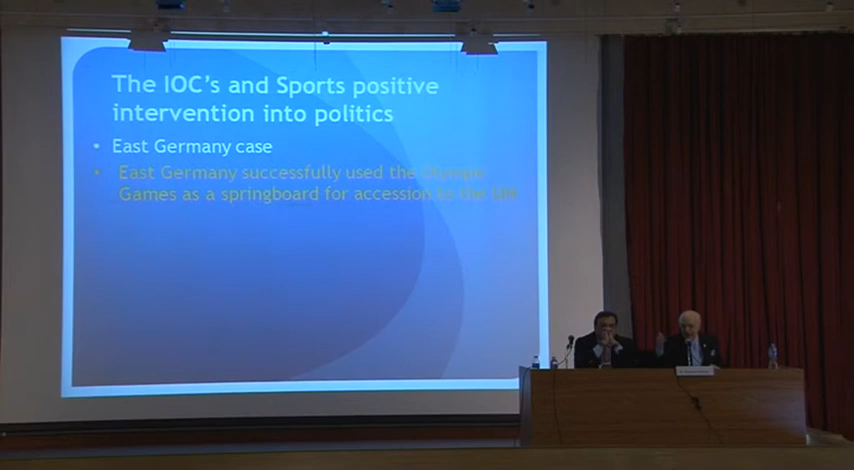 The IOC's and Sports positive
intervention into politics
• East Germany case
• East Germany successfully used the Olympic
Games as a springboard for accession to the UN